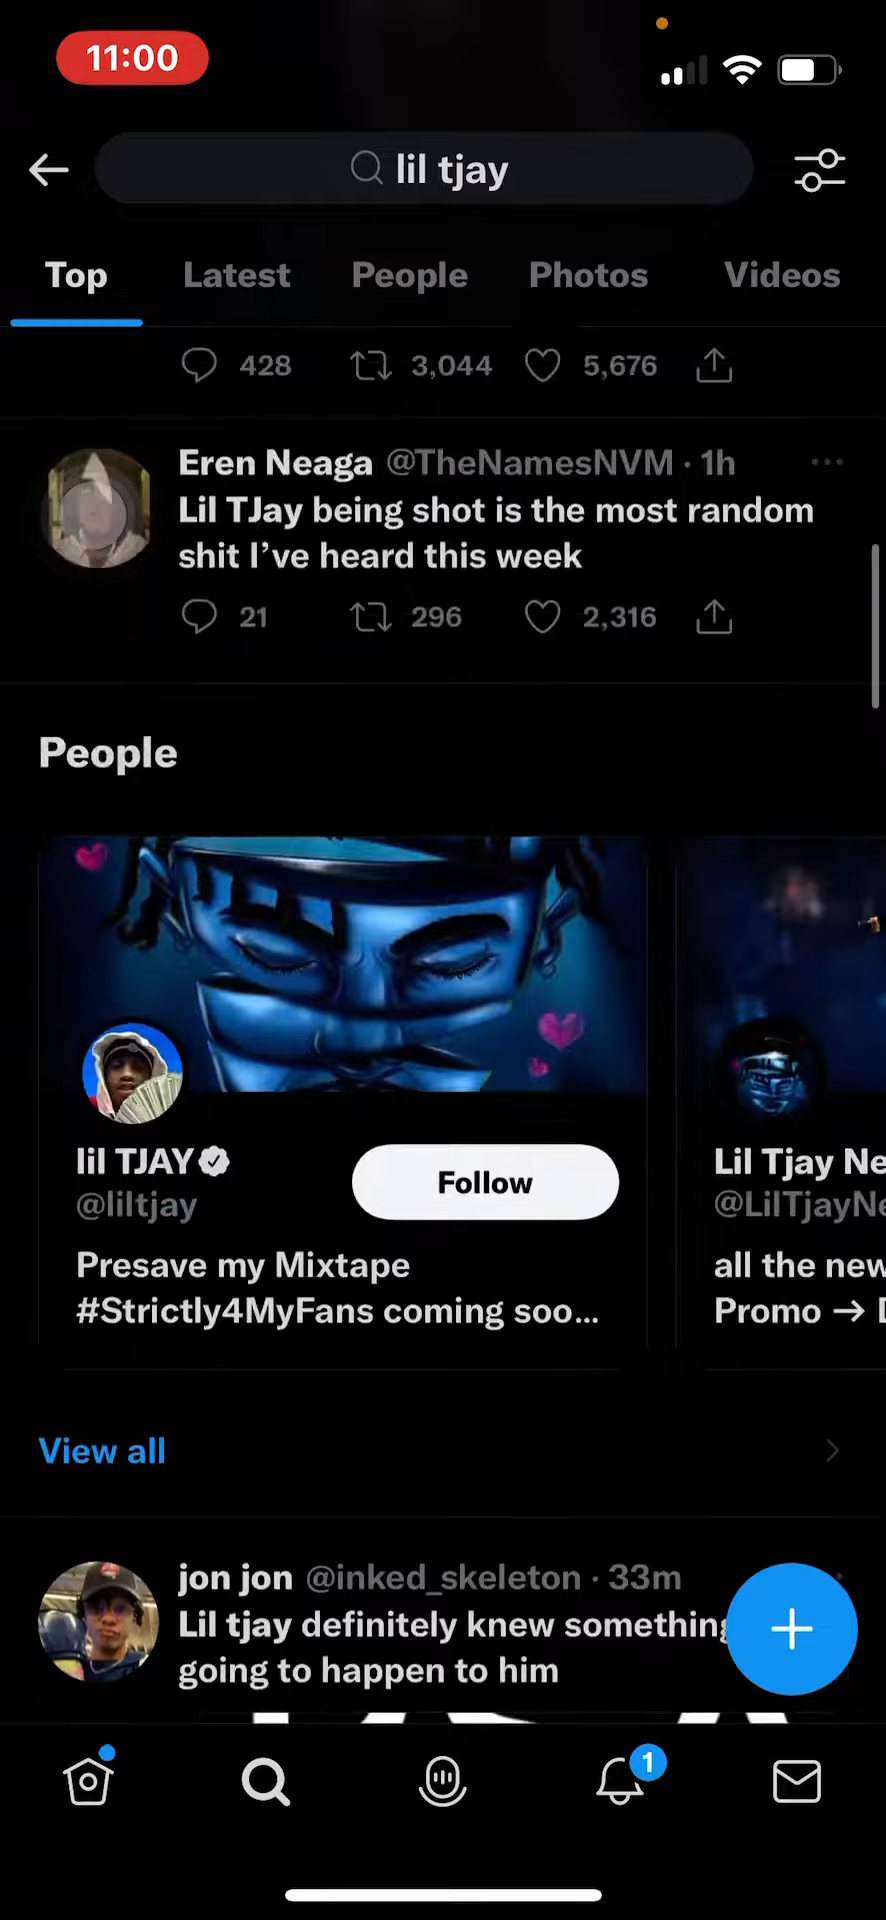 11:00
lil tjay
Top Latest People Photos Videos
428 3,044 5,676
Eren Neaga @TheNamesNVM · 1h
Lil TJay being shot is the most random
shit I’ve heard this week
21 296 2,316
People
lil TJAY
@liltjay
Follow
Presave my Mixtape
#Strictly4MyFans coming soo...
Lil Tjay Ne
@LilTjayNe
all the new
Promo → D
View all
jon jon @inked_skeleton · 33m
Lil tjay definitely knew something
going to happen to him
1